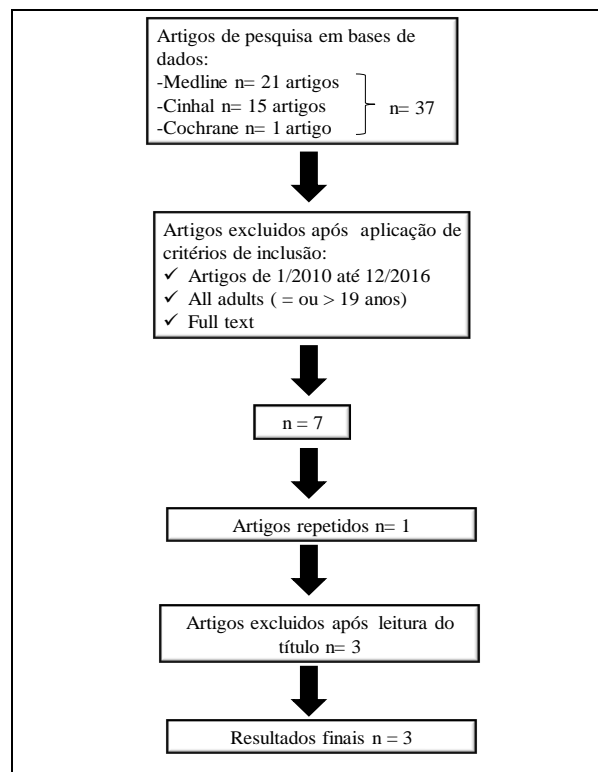 Artigos de pesquisa em bases de
dados:
-Medline n= 21 artigos
-Cinhal n= 15 artigos
-Cochrane n= 1 artigo
n= 37
Artigos excluidos após aplicação de
critérios de inclusão:
✓ Artigos de 1/2010 até 12/2016
✓ All adults ( = ou > 19 anos)
✓ Full text
n = 7
Artigos repetidos n= 1
Artigos excluidos após leitura do
título n= 3
Resultados finais n = 3